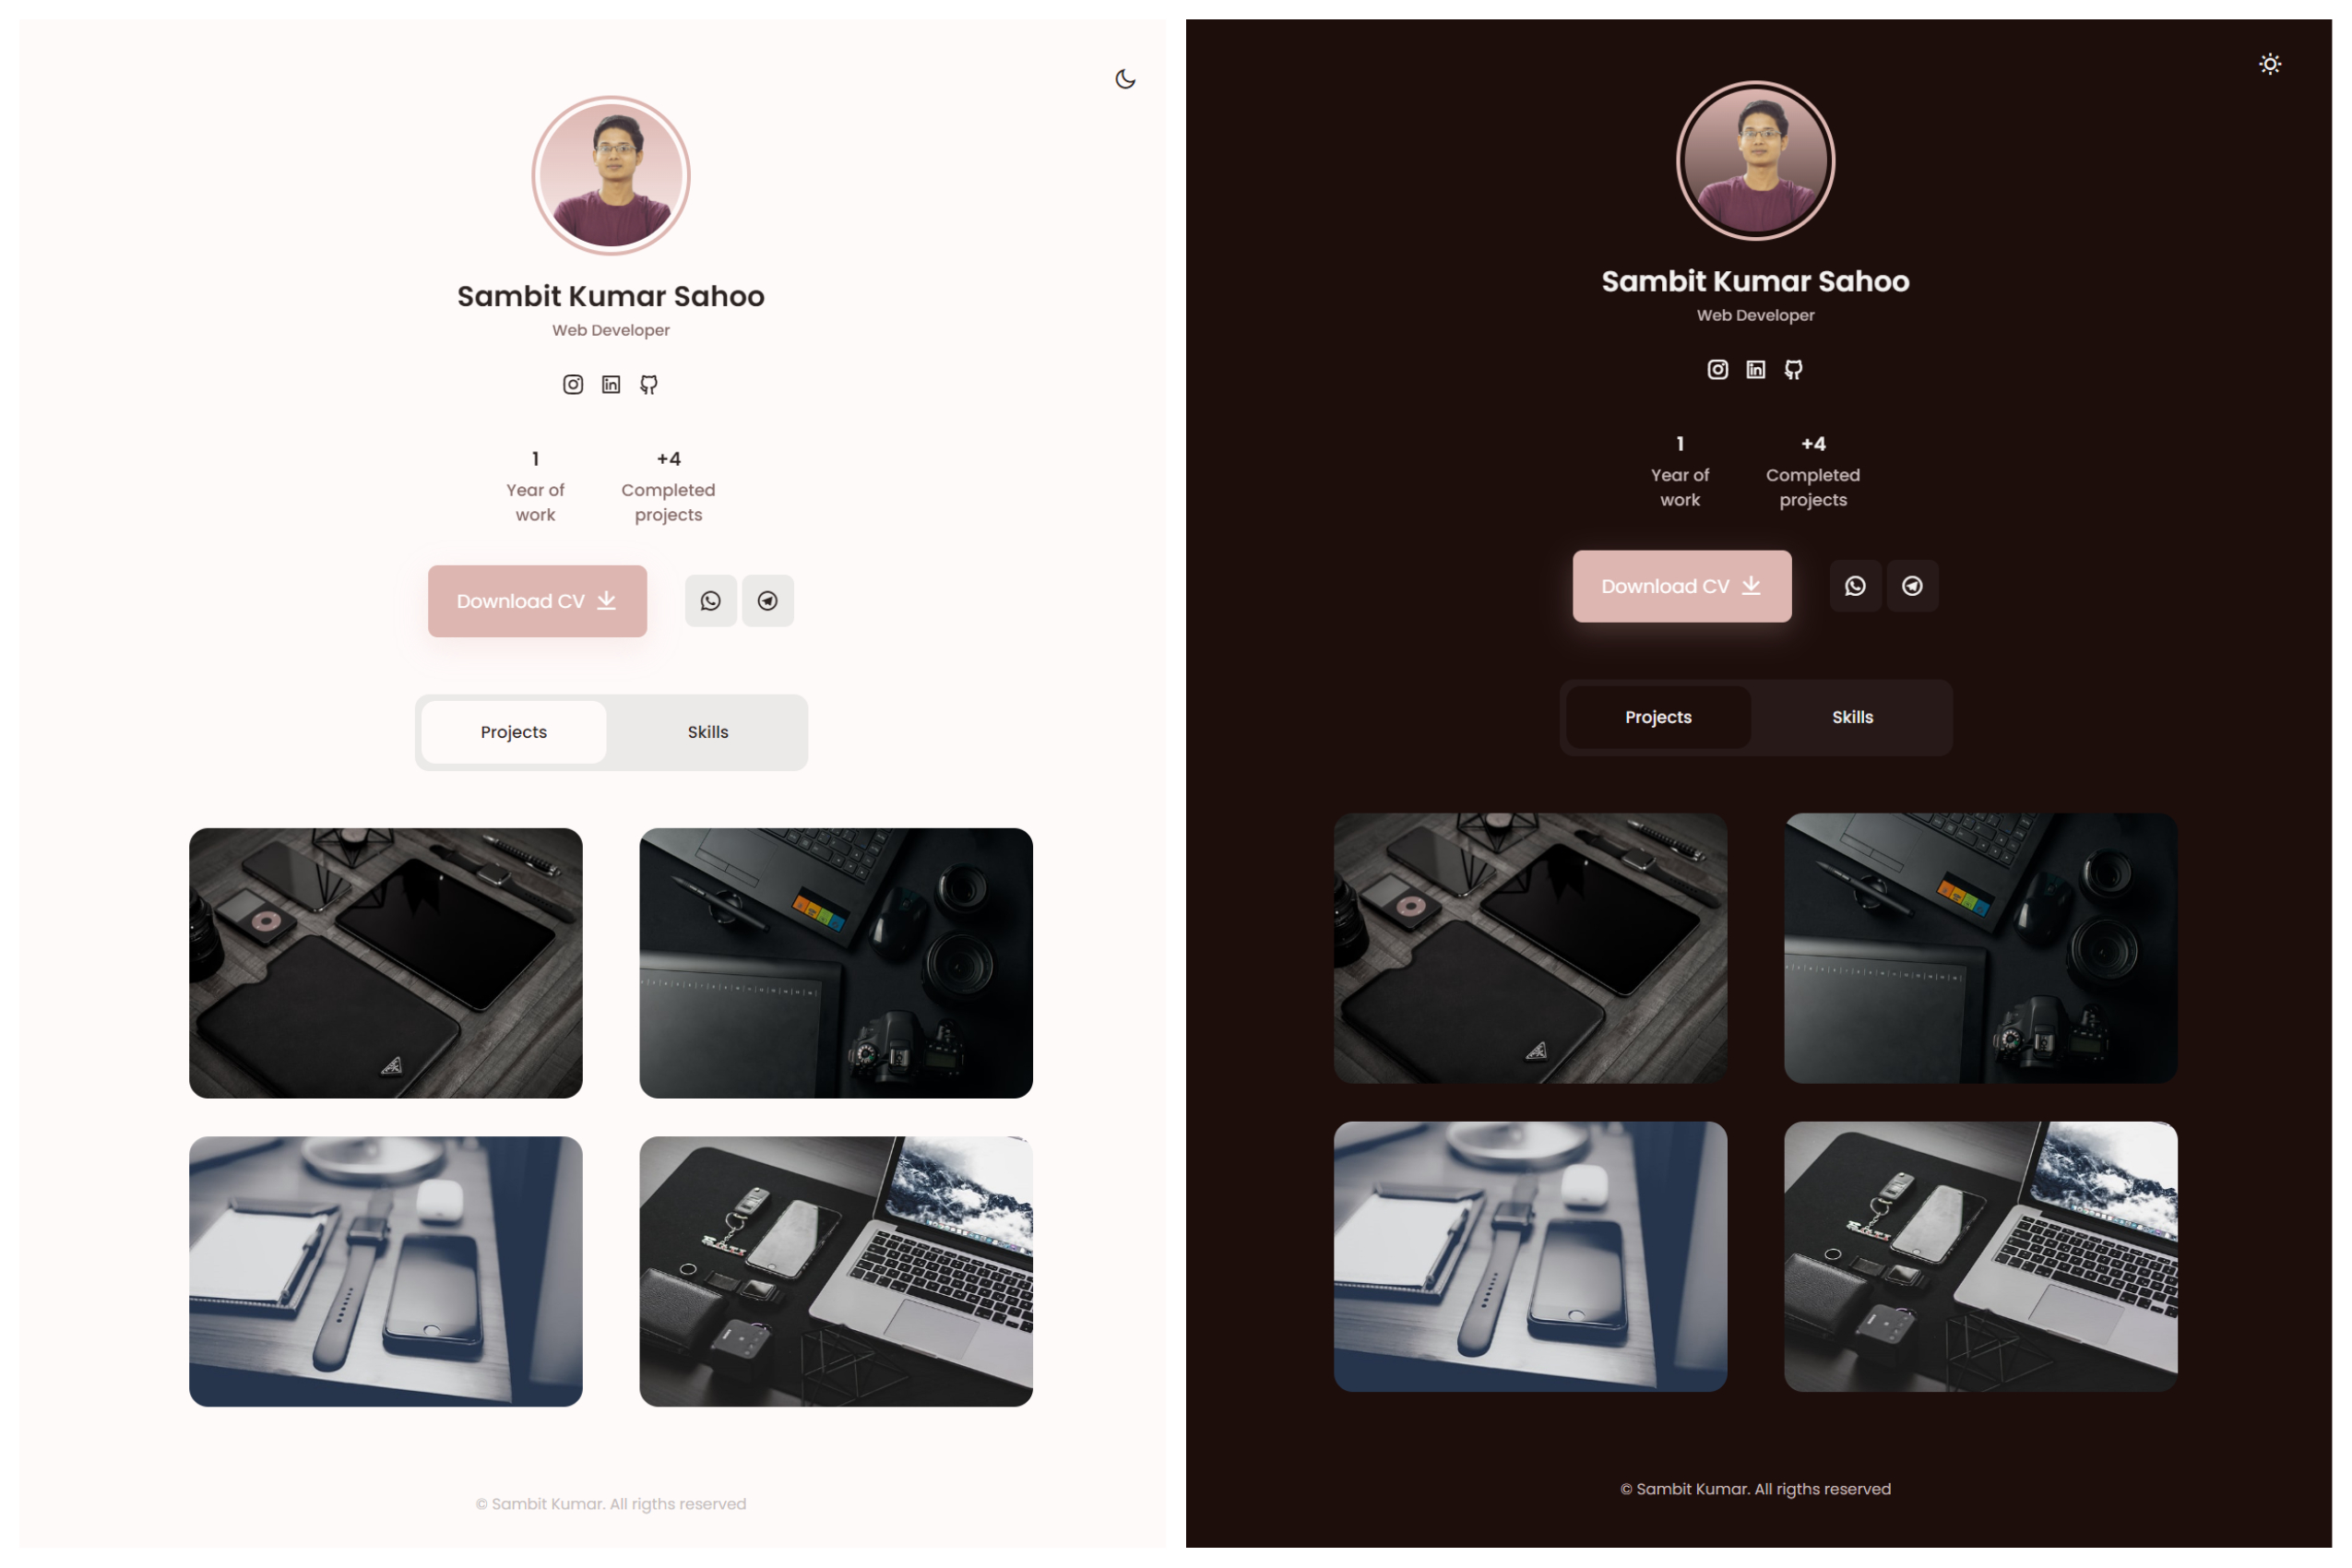 Sambit Kumar Sahoo
Web Developer
1
Year of
work
+4
Completed
projects
Download CV
Projects
Skills
© Sambit Kumar. All rigths reserved
Sambit Kumar Sahoo
Web Developer
1
Year of
work
+4
Completed
projects
Download CV
Projects
Skills
© Sambit Kumar. All rigths reserved